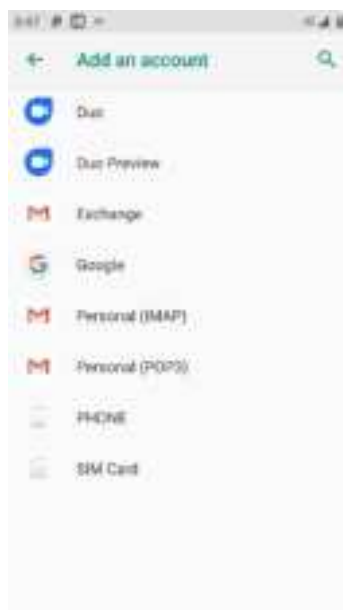 Add an account
Duo
Duo Preview
Exchange
Google
Personal (IMAP)
Personal (POP3)
PHONE
SIM Card